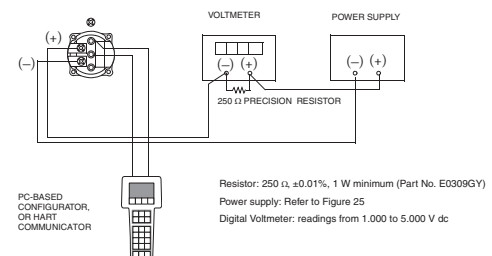 VOLTMETER
POWER SUPPLY
(+)
(–)
(–) (+)
(–) (+)
250 Ω PRECISION RESISTOR
PC-BASED
CONFIGURATOR,
OR HART
COMMUNICATOR
Resistor: 250 Ω, ±0.01%, 1 W minimum (Part No. E0309GY)
Power supply: Refer to Figure 25
Digital Voltmeter: readings from 1.000 to 5.000 V dc